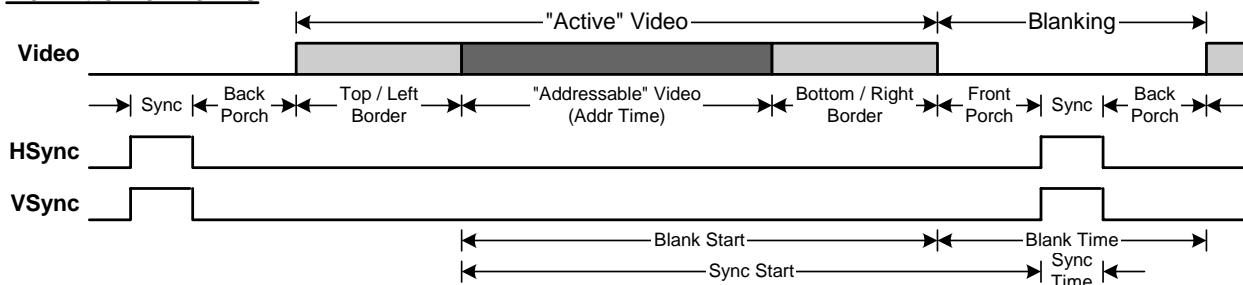 "Active" Video
Blanking
Video
Sync
Back Porch
Top / Left Border
"Addressable" Video (Addr Time)
Bottom / Right Border
Front Porch
Sync
Back Porch
HSync
VSync
Blank Start
Blank Time
Sync Start
Sync Time